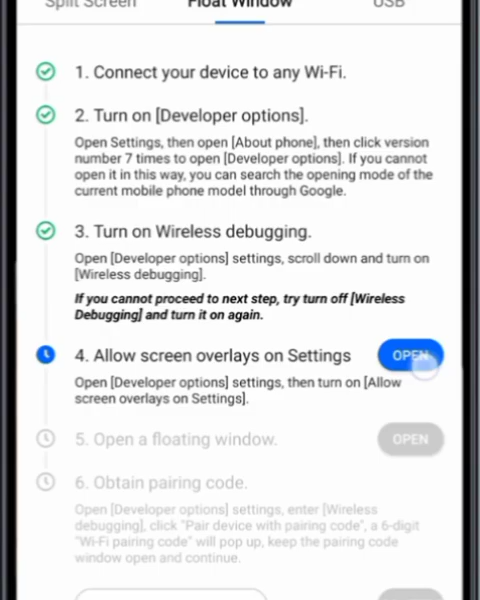 Split Screen Float Window USB
1. Connect your device to any Wi-Fi.
2. Turn on [Developer options].
Open Settings, then open [About phone], then click version
number 7 times to open [Developer options]. If you cannot
open it in this way, you can search the opening mode of the
current mobile phone model through Google.
3. Turn on Wireless debugging.
Open [Developer options] settings, scroll down and turn on
[Wireless debugging].
If you cannot proceed to next step, try turn off [Wireless
Debugging] and turn it on again.
4. Allow screen overlays on Settings OPEN
Open [Developer options] settings, then turn on [Allow
screen overlays on Settings].
5. Open a floating window. OPEN
6. Obtain pairing code.
Open [Developer options] settings, enter [Wireless
debugging], click "Pair device with pairing code", a 6-digit
"Wi-Fi pairing code" will pop up, keep the pairing code
window open and continue.